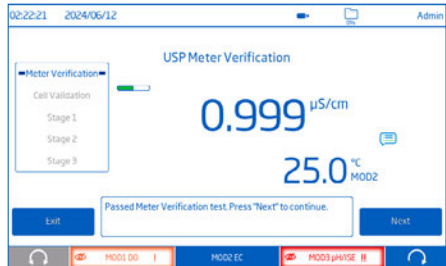 02:22:21 2024/06/12 0% Admin
USP Meter Verification
Meter Verification
Cell Validation
Stage 1
Stage 2
Stage 3
0.999 µS/cm
25.0 °C
MOD2
Passed Meter Verification test. Press "Next" to continue.
Exit
Next
MOD1 DO !
MOD2 EC
MOD3 pH/ISE !!